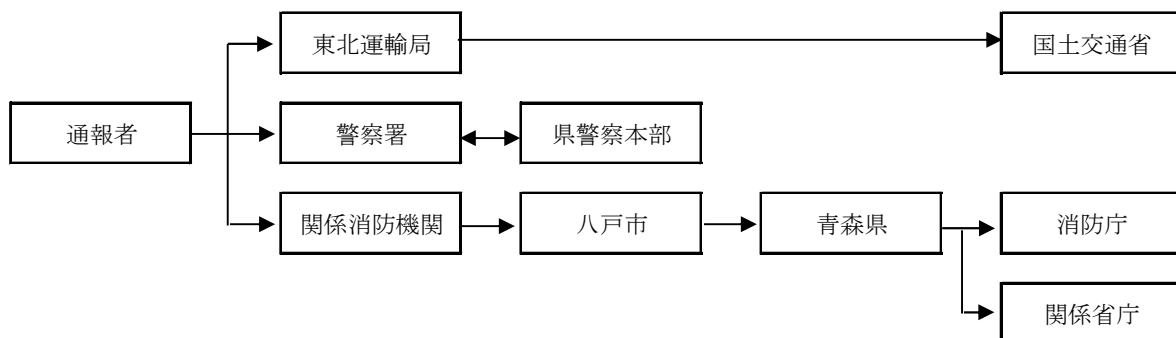 東北運輸局
国土交通省
通報者
警察署
県警察本部
関係消防機関
八戸市
青森県
消防庁
関係省庁